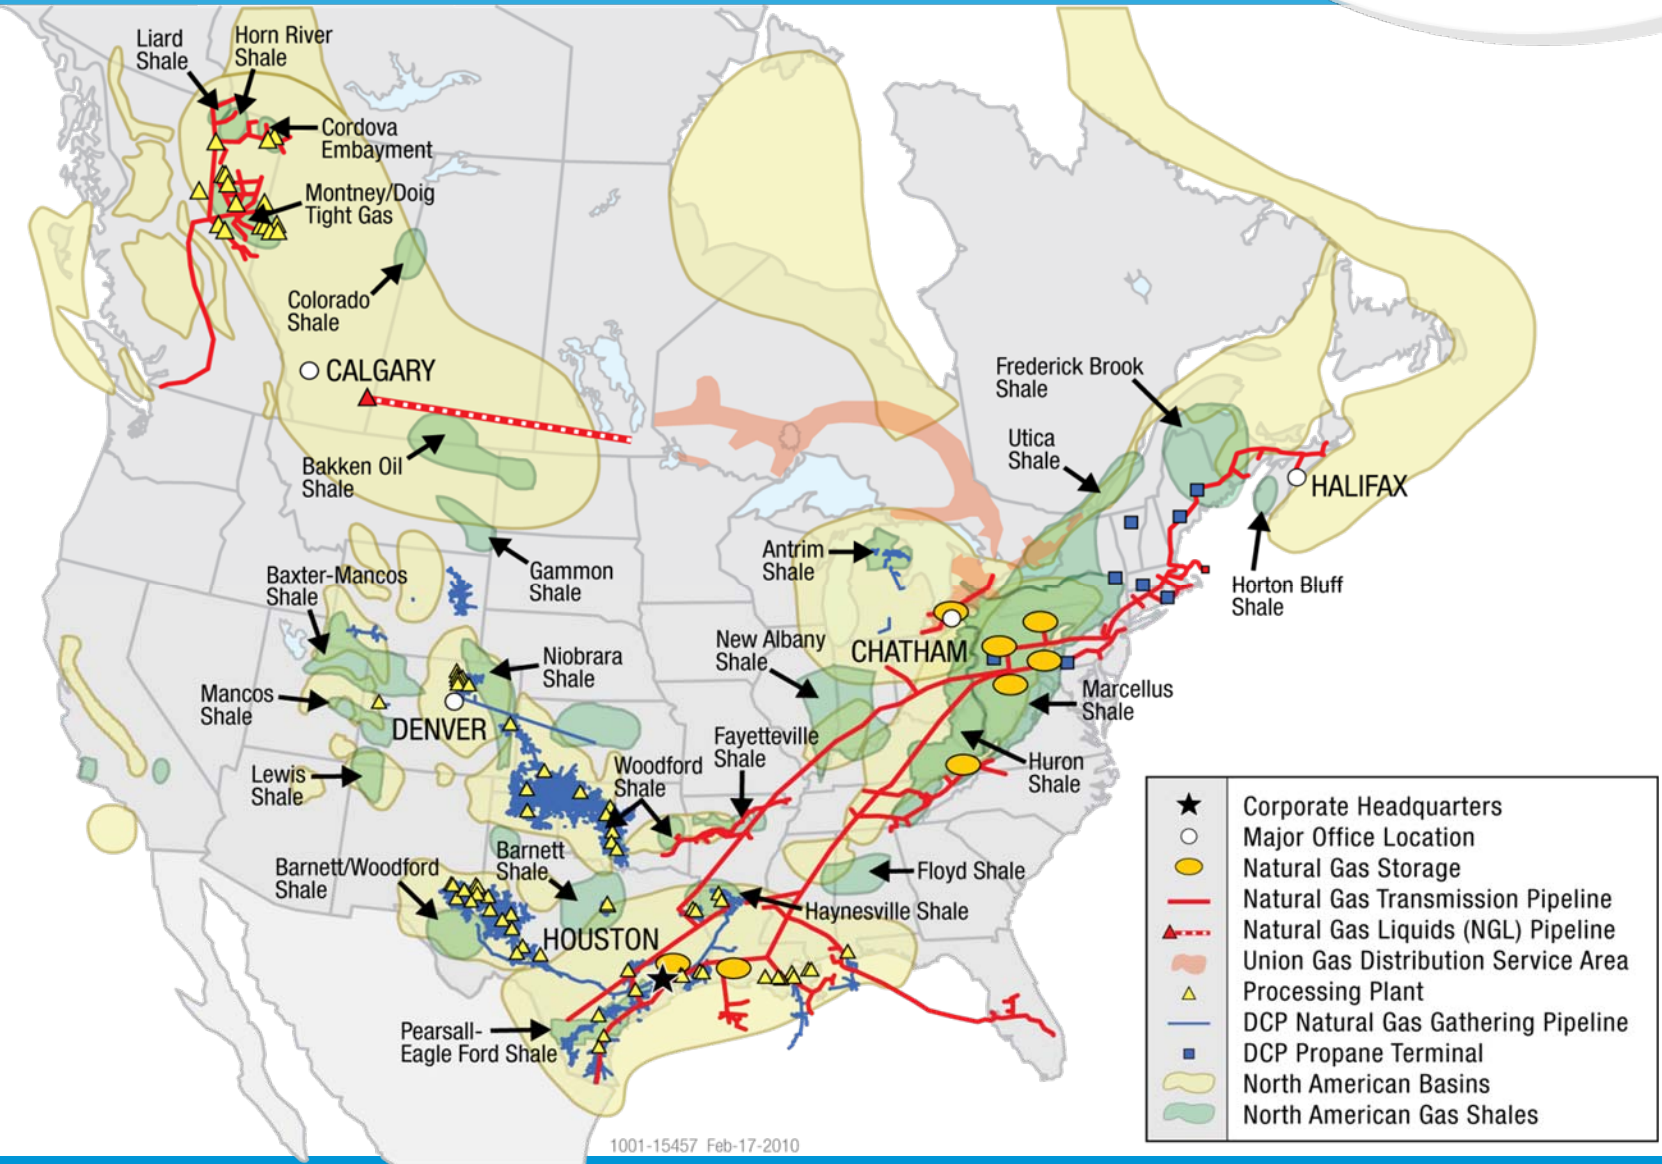 Liard
Shale
Horn River
Shale
Cordova
Embayment
Montney/Doig
Tight Gas
Colorado
Shale
CALGARY
Bakken Oil
Shale
Frederick Brook
Shale
Utica
Shale
HALIFAX
Horton Bluff
Shale
Antrim
Shale
Gammon
Shale
Baxter-Mancos
Shale
New Albany
Shale
CHATHAM
Niobrara
Shale
Mancos
Shale
DENVER
Marcellus
Shale
Fayetteville
Shale
Woodford
Shale
Huron
Shale
Lewis
Shale
Barnett
Shale
Barnett/Woodford
Shale
Floyd Shale
Haynesville Shale
HOUSTON
Pearsall-
Eagle Ford Shale
Corporate Headquarters
Major Office Location
Natural Gas Storage
Natural Gas Transmission Pipeline
Natural Gas Liquids (NGL) Pipeline
Union Gas Distribution Service Area
Processing Plant
DCP Natural Gas Gathering Pipeline
DCP Propane Terminal
North American Basins
North American Gas Shales
1001-15457 Feb-17-2010